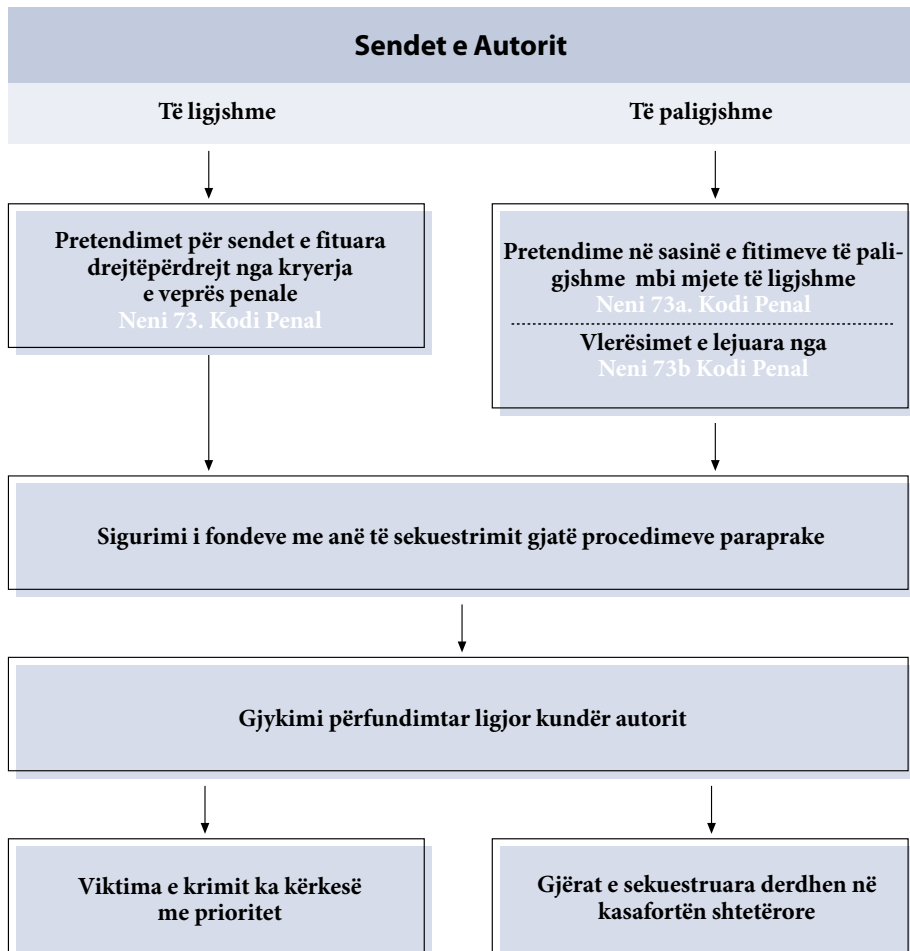 Sendet e Autorit
Të ligjshme
Të paligjshme
Pretendimet për sendet e fituara
drejtëpërdrejt nga kryerja
e veprës penale
Neni 73. Kodi Penal
Pretendime në sasinë e fitimeve të pali-
gjshme mbi mjete të ligjshme
Neni 73a. Kodi Penal
Vlerësimet e lejuara nga
Neni 73b Kodi Penal
Sigurimi i fondeve me anë të sekuestrimit gjatë procedimeve paraprake
Gjykimi përfundimtar ligjor kundër autorit
Viktima e krimit ka kërkesë
me prioritet
Gjërat e sekuestruara derdhen në
kasafortën shtetërore